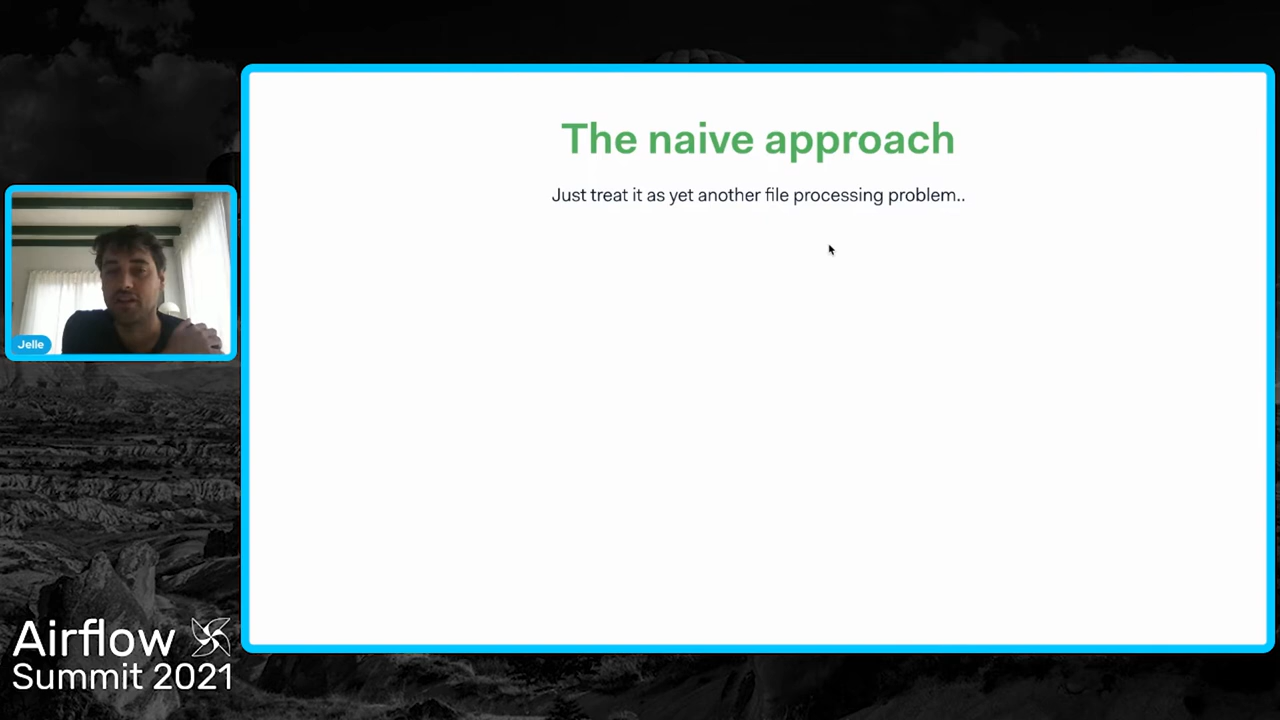 The naive approach
Just treat it as yet another file processing problem..
Jelle
Airflow
Summit 2021